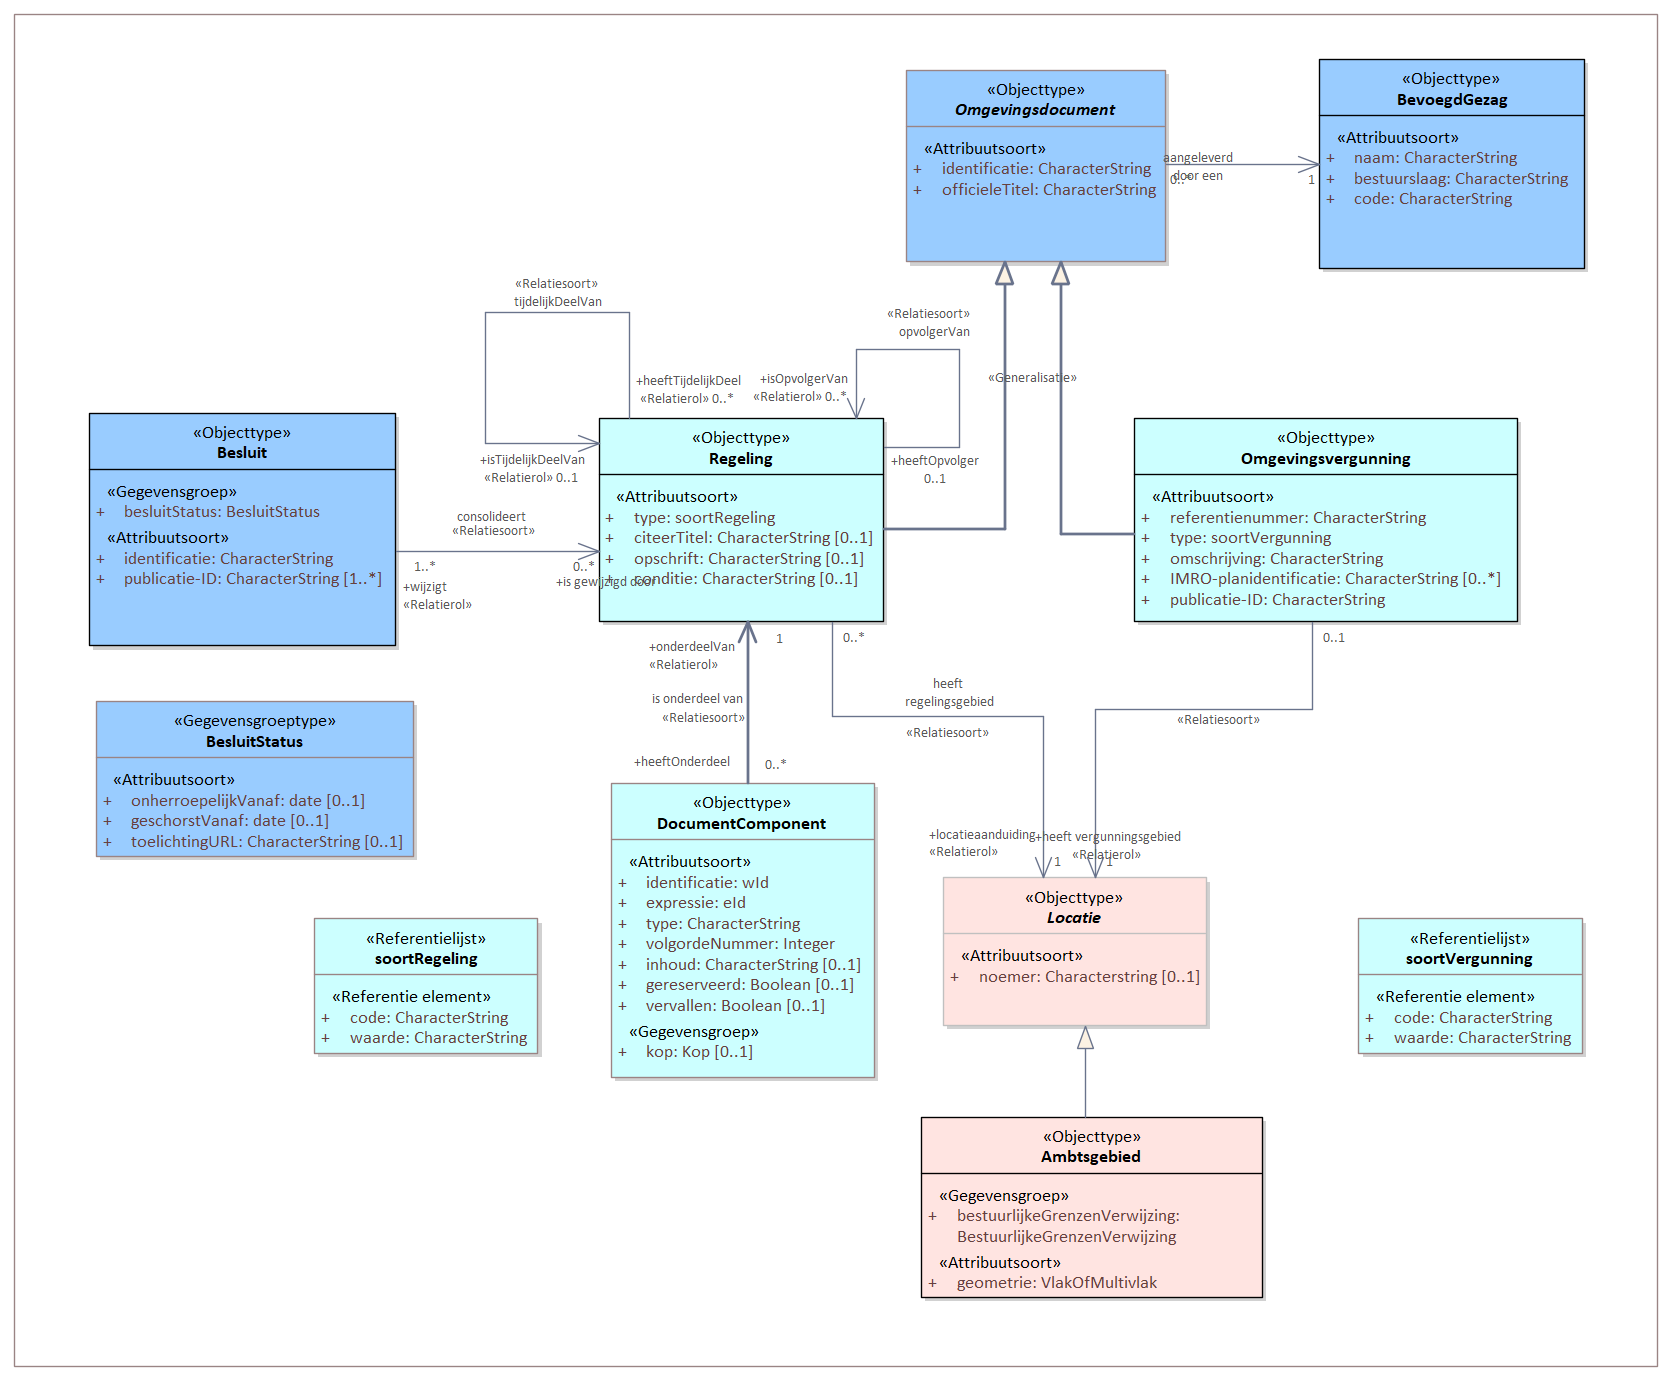 «Objecttype»
Omgevingsdocument
«Attribuutsoort»
+ identificatie: CharacterString
+ officieleTitel: CharacterString
«Objecttype»
BevoegdGezag
«Attribuutsoort»
+ naam: CharacterString
+ bestuurslaag: CharacterString
+ code: CharacterString
aangeleverd
door een
0..*
1
«Relatiesoort»
tijdelijkDeelVan
+heeftTijdelijkDeel
«Relatierol» 0..*
+isTijdelijkDeelVan
«Relatierol» 0..1
«Relatiesoort»
opvolgerVan
+isOpvolgerVan
«Relatierol» 0..*
+heeftOpvolger
0..1
«Generalisatie»
«Objecttype»
Besluit
«Gegevensgroep»
+ besluitStatus: BesluitStatus
«Attribuutsoort»
+ identificatie: CharacterString
+ publicatie-ID: CharacterString [1..*]
consolideert
«Relatiesoort»
1..*
+wijzigt
«Relatierol»
0..*
+is gewijzigd door
«Objecttype»
Regeling
«Attribuutsoort»
+ type: soortRegeling
+ citeerTitel: CharacterString [0..1]
+ opschrift: CharacterString [0..1]
+ conditie: CharacterString [0..1]
«Objecttype»
Omgevingsvergunning
«Attribuutsoort»
+ referentienummer: CharacterString
+ type: soortVergunning
+ omschrijving: CharacterString
+ IMRO-planidentificatie: CharacterString [0..*]
+ publicatie-ID: CharacterString
+onderdeelVan
«Relatierol»
1
is onderdeel van
«Relatiesoort»
+heeftOnderdeel
0..*
0..*
heeft
regelingsgebied
«Relatiesoort»
0..1
«Relatiesoort»
+locatieaanduiding
«Relatierol»
1
+heeft vergunningsgebied
«Relatierol»
1
«Gegevensgroeptype»
BesluitStatus
«Attribuutsoort»
+ onherroepelijkVanaf: date [0..1]
+ geschorstVanaf: date [0..1]
+ toelichtingURL: CharacterString [0..1]
«Objecttype»
DocumentComponent
«Attribuutsoort»
+ identificatie: wId
+ expressie: eId
+ type: CharacterString
+ volgordeNummer: Integer
+ inhoud: CharacterString [0..1]
+ gereserveerd: Boolean [0..1]
+ vervallen: Boolean [0..1]
«Gegevensgroep»
+ kop: Kop [0..1]
«Referentielijst»
soortRegeling
«Referentie element»
+ code: CharacterString
+ waarde: CharacterString
«Objecttype»
Locatie
«Attribuutsoort»
+ noemer: Characterstring [0..1]
«Referentielijst»
soortVergunning
«Referentie element»
+ code: CharacterString
+ waarde: CharacterString
«Objecttype»
Ambtsgebied
«Gegevensgroep»
+ bestuurlijkeGrenzenVerwijzing:
BestuurlijkeGrenzenVerwijzing
«Attribuutsoort»
+ geometrie: VlakOfMultivlak